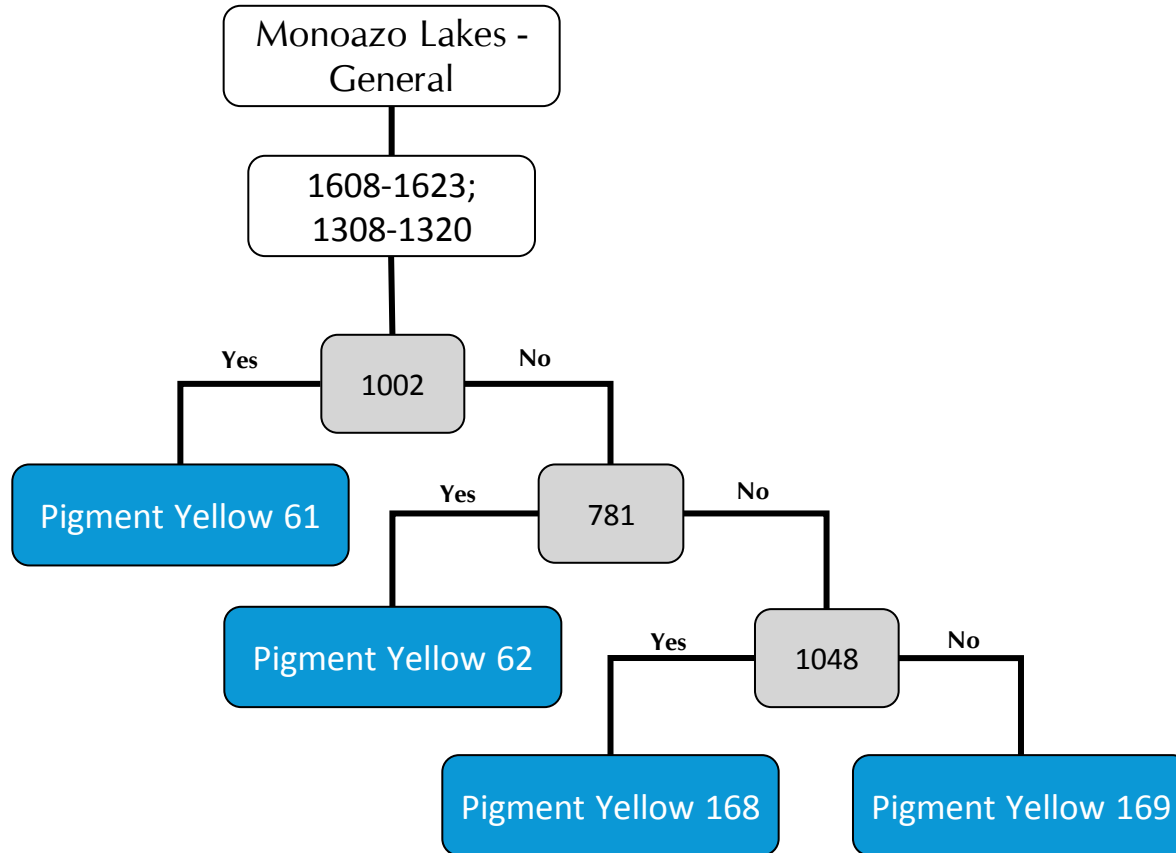 Monoazo Lakes -
General
1608-1623;
1308-1320
Yes
1002
No
Pigment Yellow 61
Yes
781
No
Pigment Yellow 62
Yes
1048
No
Pigment Yellow 168
Pigment Yellow 169